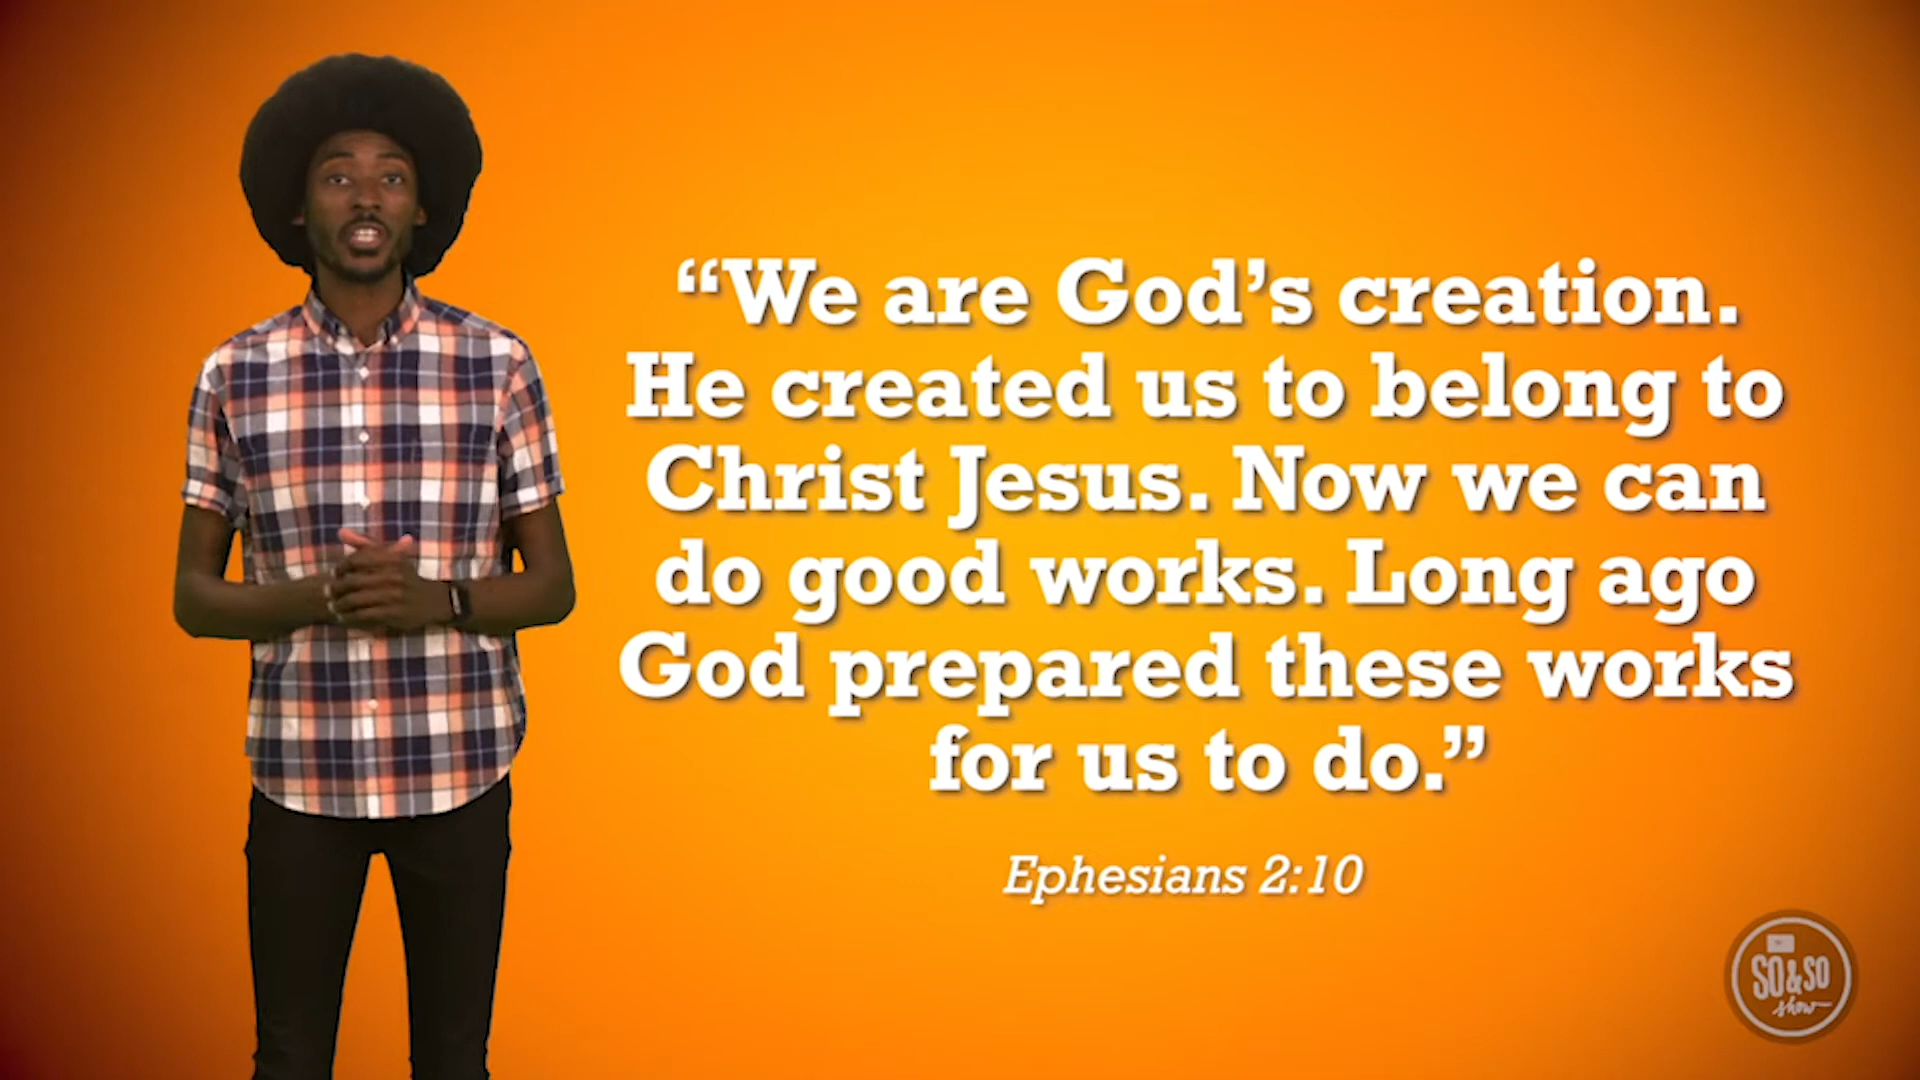 “We are God’s creation.
He created us to belong to
Christ Jesus. Now we can
do good works. Long ago
God prepared these works
for us to do.”
Ephesians 2:10
SO & SO
show